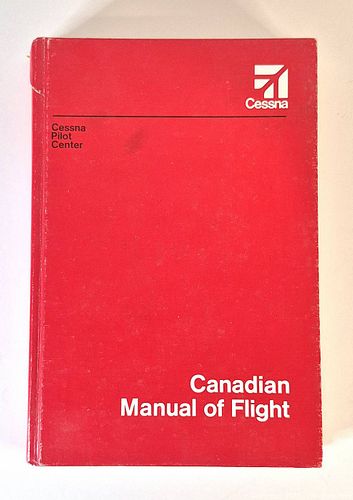 Cessna
Cessna
Pilot
Center
Canadian
Manual of Flight